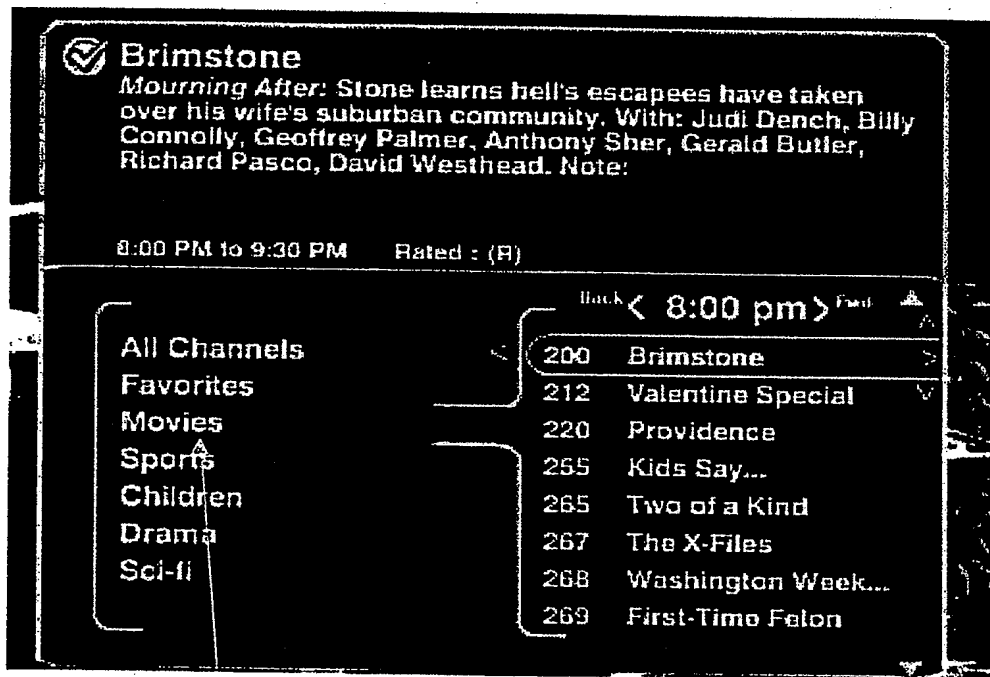 Brimstone
Mourning After: Stone learns hell's escapees have taken
over his wife's suburban community. With: Judi Dench, Billy
Connolly, Geoffrey Palmer, Anthony Sher, Gerald Butler,
Richard Pasco, David Westhead. Note:
8:00 PM to 9:30 PM Rated : (R)
Back < 8:00 pm > Fwd
All Channels
Favorites
Movies
Sports
Children
Drama
Sci-fi
200 Brimstone
212 Valentine Special
220 Providence
265 Kids Say...
265 Two of a Kind
267 The X-Files
268 Washington Week...
269 First-Time Felon